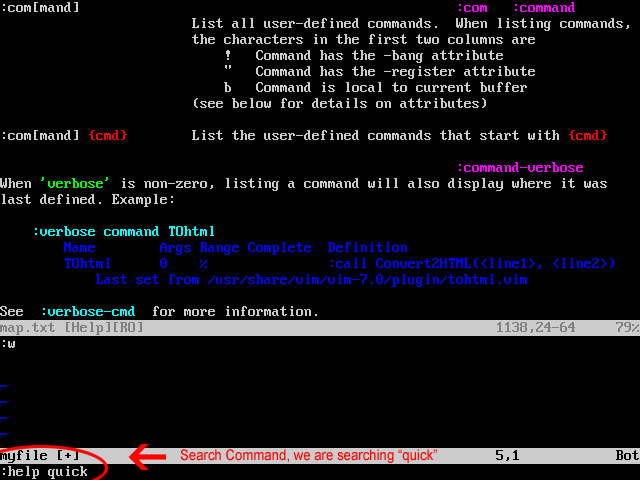 :com[mand] :com :command
List all user-defined commands. When listing commands,
the characters in the first two columns are
! Command has the -bang attribute
" Command has the -register attribute
b Command is local to current buffer
(see below for details on attributes)
:com[mand] {cmd} List the user-defined commands that start with {cmd}
:command-verbose
When 'verbose' is non-zero, listing a command will also display where it was
last defined. Example:
:verbose command TOhtml
Name Args Range Complete Definition
TOhtml 0 % :call Convert2HTML(<line1>, <line2>)
Last set from /usr/share/vim/vim-7.0/plugin/tohtml.vim
See :verbose-cmd for more information.
map.txt [Help][RO] 1138,24-64 79%
:w
~
~
~
~
myfile [+] Search Command, we are searching “quick” 5,1 Bot
:help quick